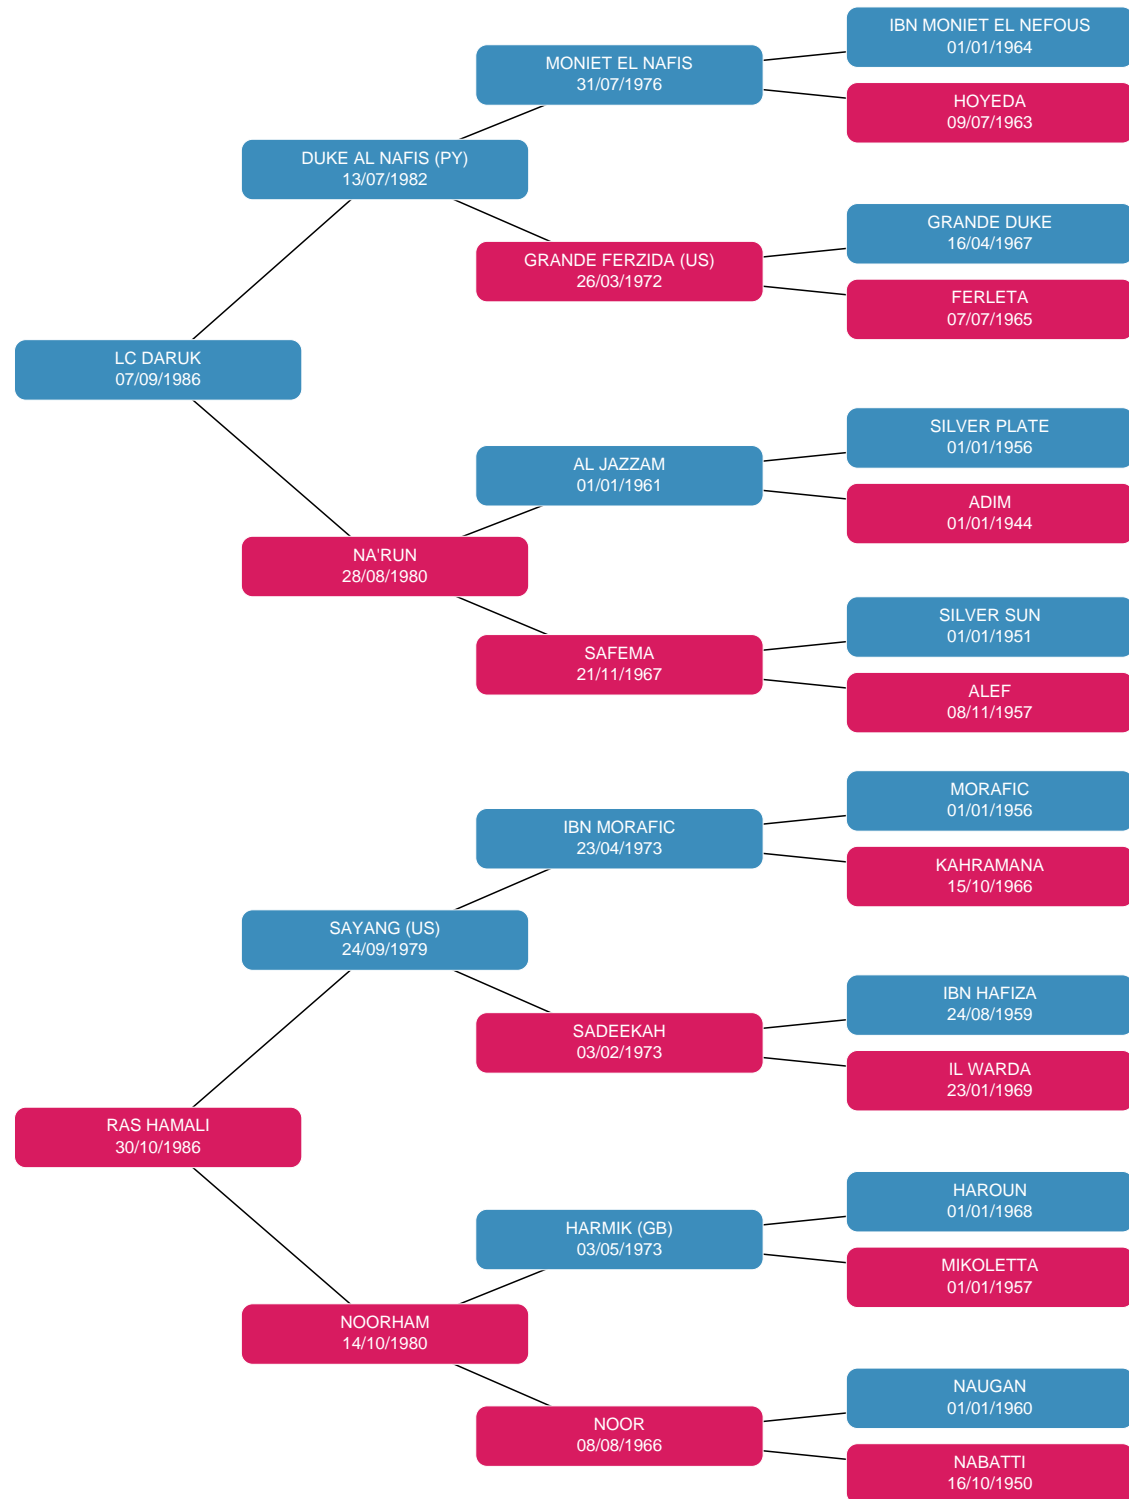 IBN MONIET EL NEFOUS
01/01/1964
MONIET EL NAFIS
31/07/1976
HOYEDA
09/07/1963
DUKE AL NAFIS (PY)
13/07/1982
GRANDE DUKE
16/04/1967
GRANDE FERZIDA (US)
26/03/1972
FERLETA
07/07/1965
LC DARUK
07/09/1986
SILVER PLATE
01/01/1956
AL JAZZAM
01/01/1961
ADIM
01/01/1944
NA'RUN
28/08/1980
SILVER SUN
01/01/1951
SAFEMA
21/11/1967
ALEF
08/11/1957
MORAFIC
01/01/1956
IBN MORAFIC
23/04/1973
KAHRAMANA
15/10/1966
SAYANG (US)
24/09/1979
IBN HAFIZA
24/08/1959
SADEEKAH
03/02/1973
IL WARDA
23/01/1969
RAS HAMALI
30/10/1986
HAROUN
01/01/1968
HARMIK (GB)
03/05/1973
MIKOLETTA
01/01/1957
NOORHAM
14/10/1980
NAUGAN
01/01/1960
NOOR
08/08/1966
NABATTI
16/10/1950